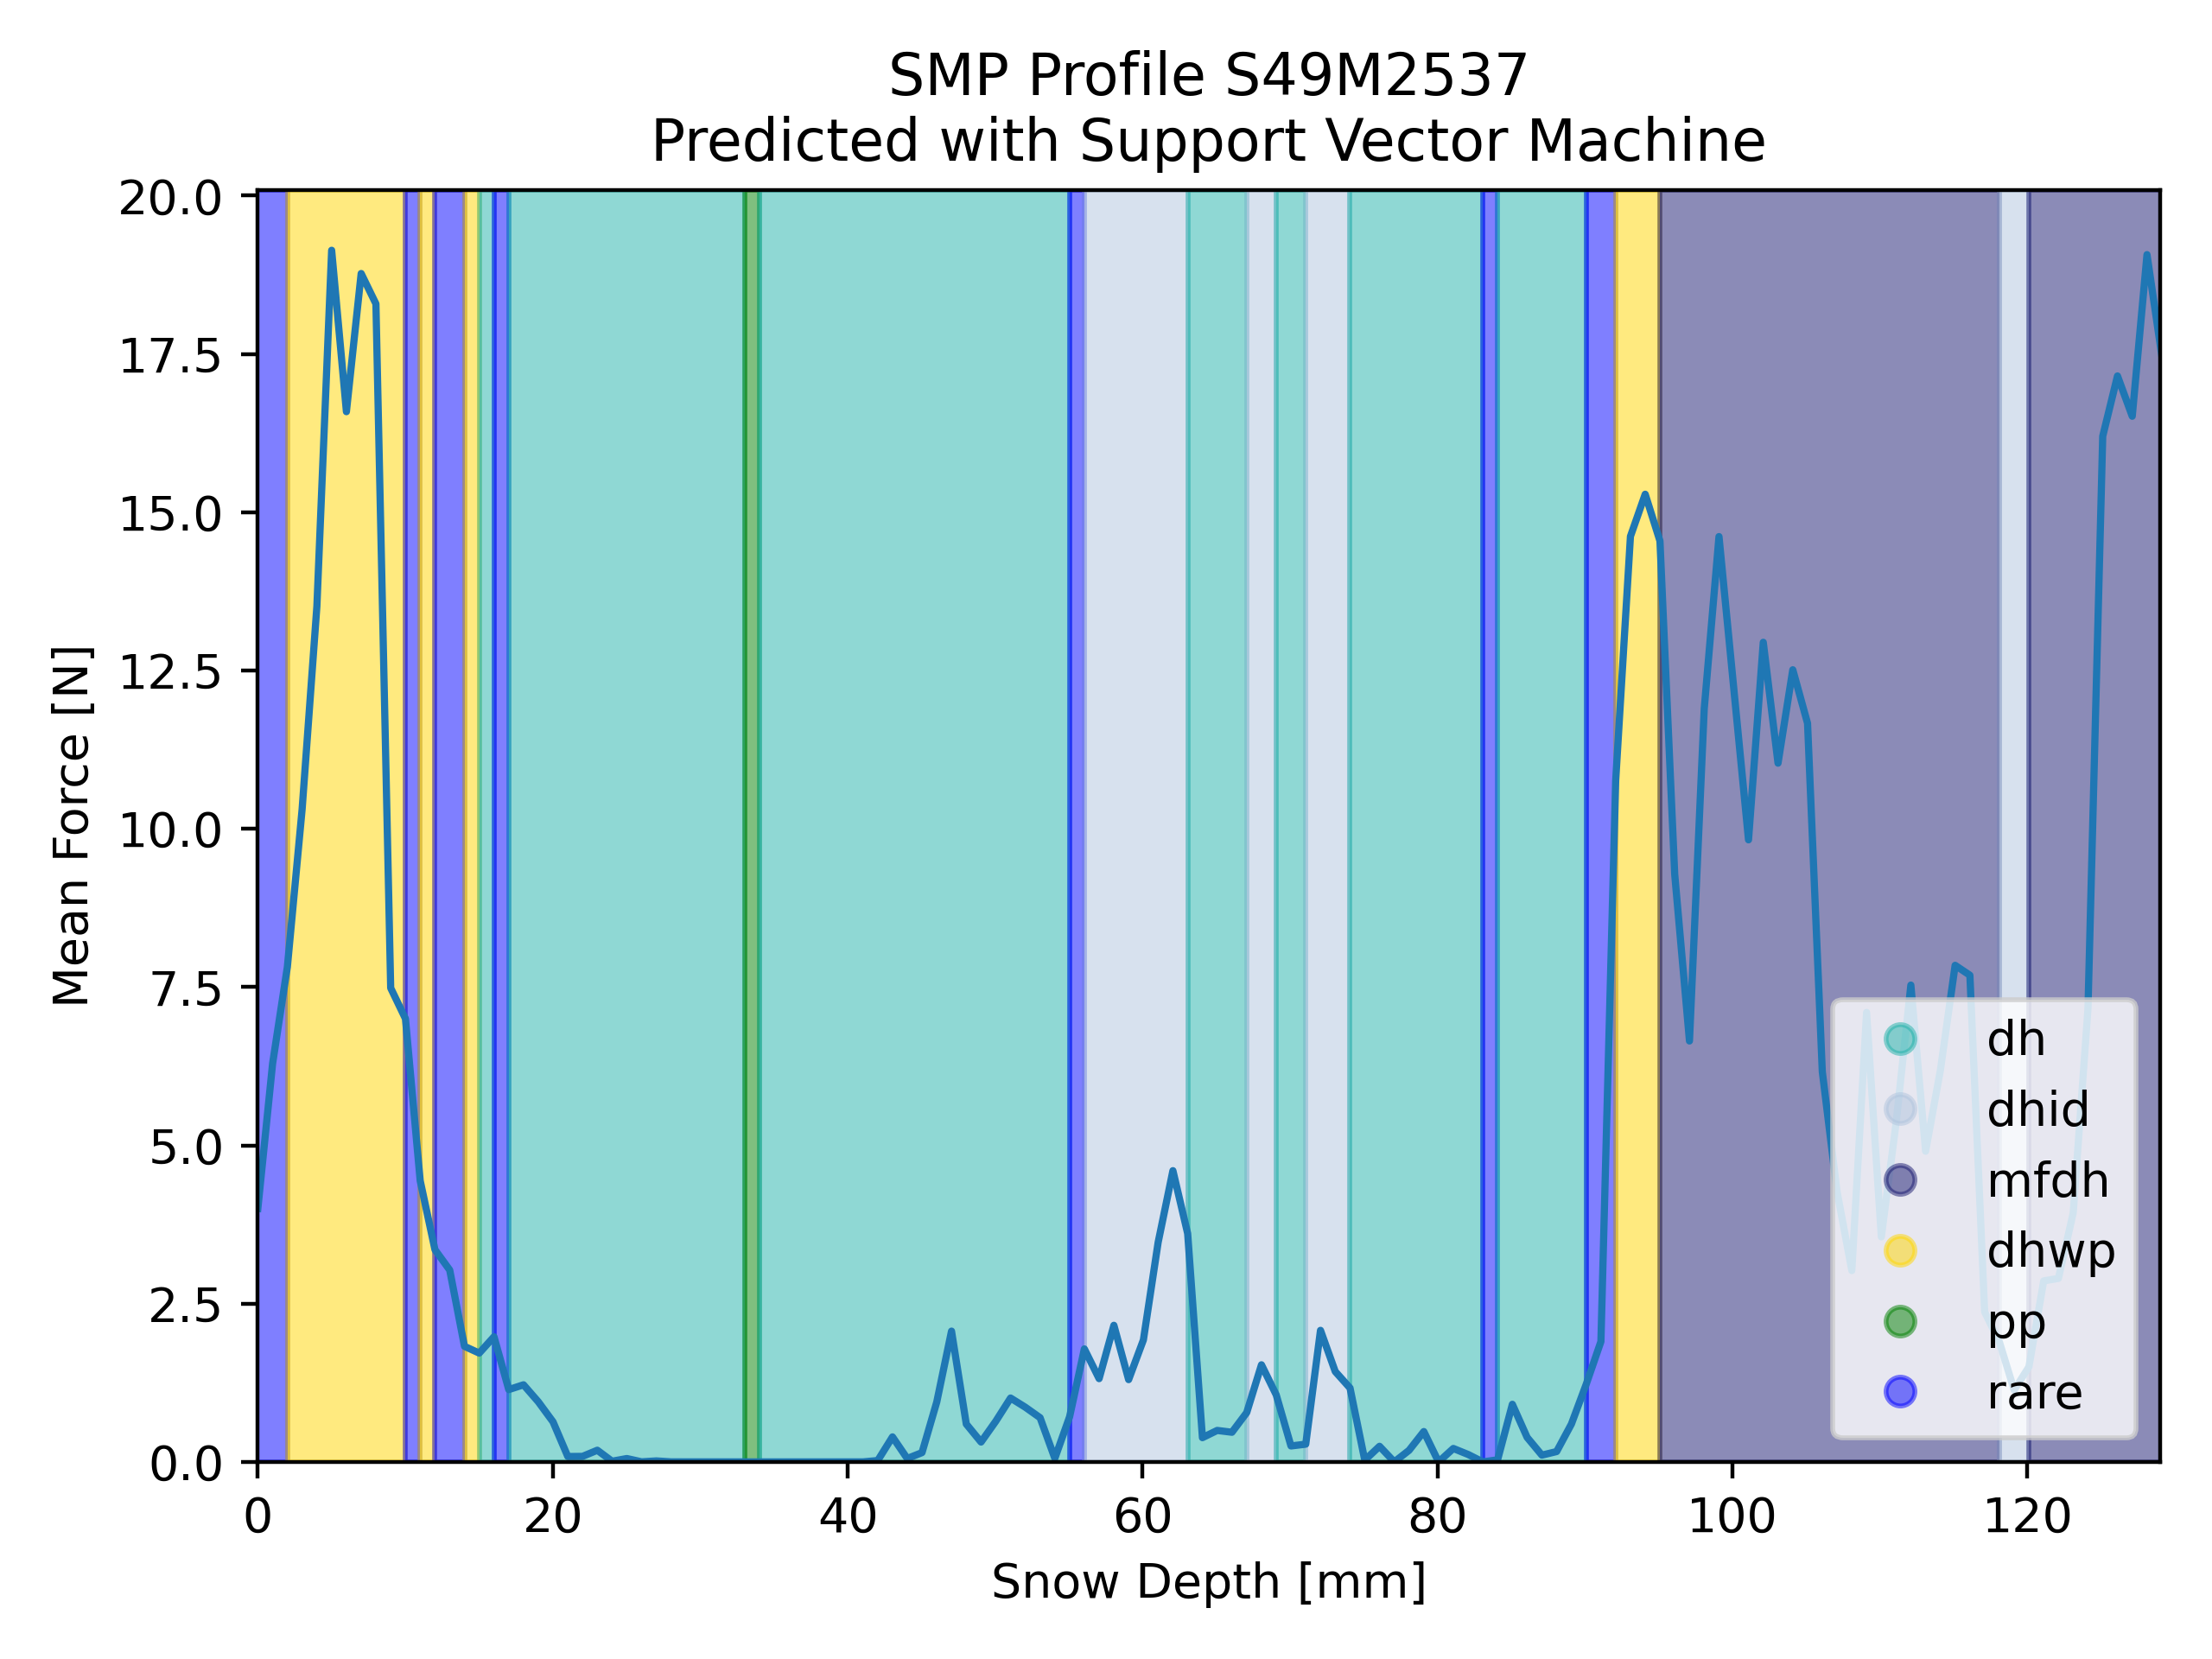 SMP Profile S49M2537
Predicted with Support Vector Machine
20.0
17.5
15.0
12.5
10.0
7.5
5.0
2.5
0.0
Mean Force [N]
dh
dhid
mfdh
dhwp
pp
rare
0 20 40 60 80 100 120
Snow Depth [mm]